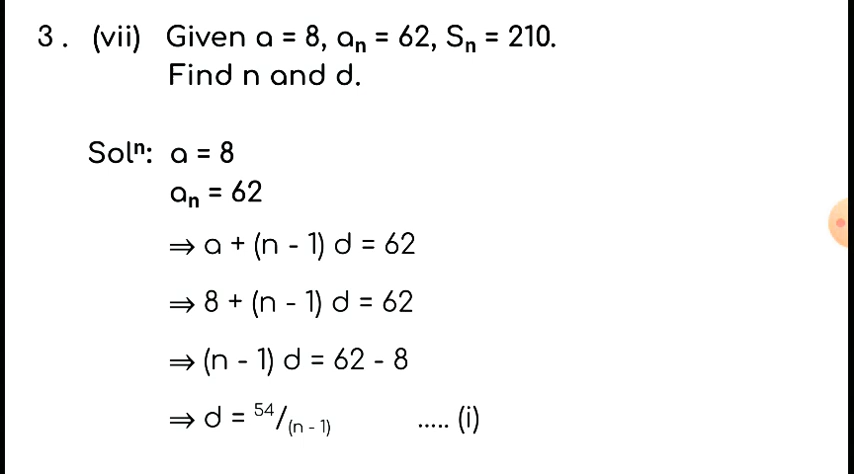 3. (vii) Given a = 8, aₙ = 62, Sₙ = 210.
Find n and d.
Solⁿ: a = 8
aₙ = 62
⇒ a + (n - 1) d = 62
⇒ 8 + (n - 1) d = 62
⇒ (n - 1) d = 62 - 8
⇒ d = ⁵⁴/₍ₙ ₋ ₁₎ ..... (i)